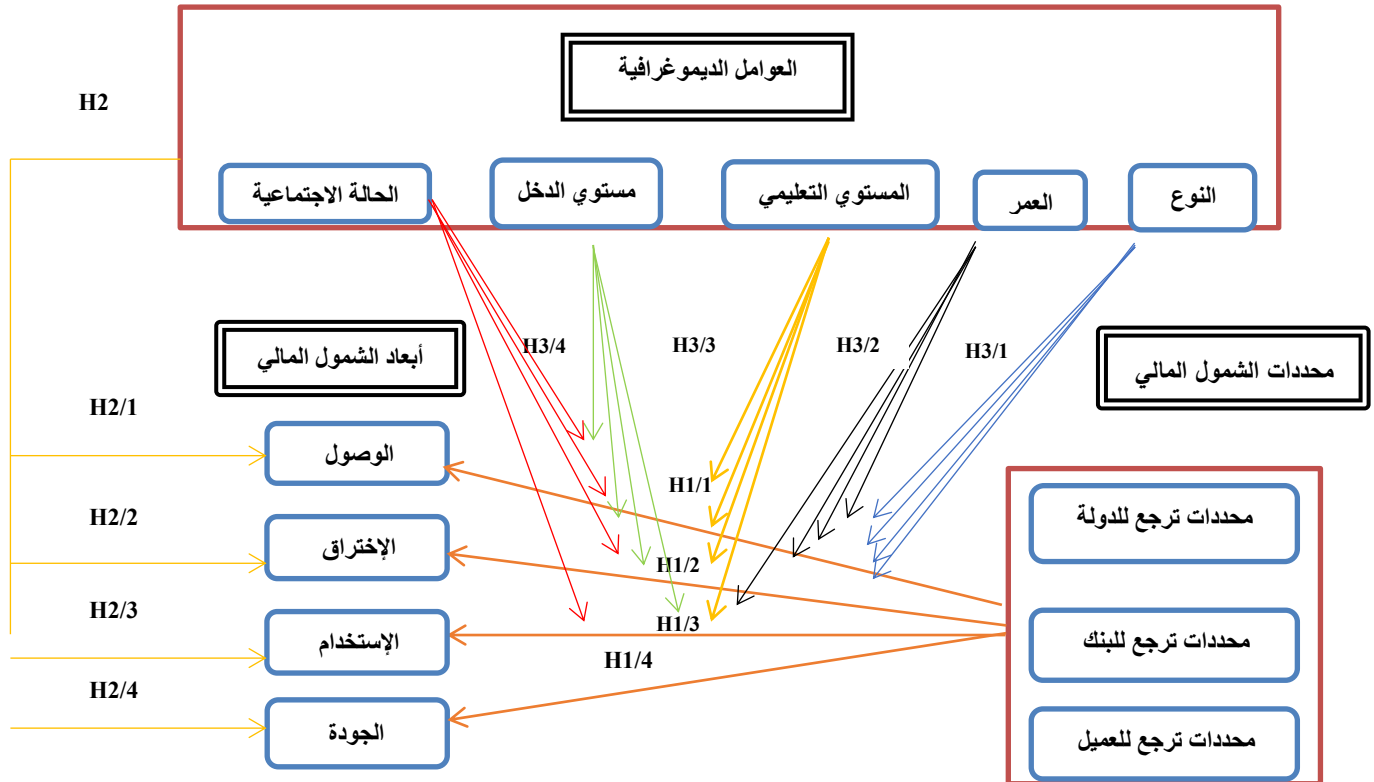 العوامل الديموغرافية
H2
النوع
العمر
المستوي التعليمي
مستوي الدخل
الحالة الاجتماعية
محددات الشمول المالي
H3/1
H3/2
H3/3
H3/4
أبعاد الشمول المالي
H2/1
الوصول
H1/1
محددات ترجع للدولة
H2/2
الإختراق
H1/2
H2/3
الإستخدام
H1/3
محددات ترجع للبنك
H1/4
H2/4
الجودة
محددات ترجع للعميل